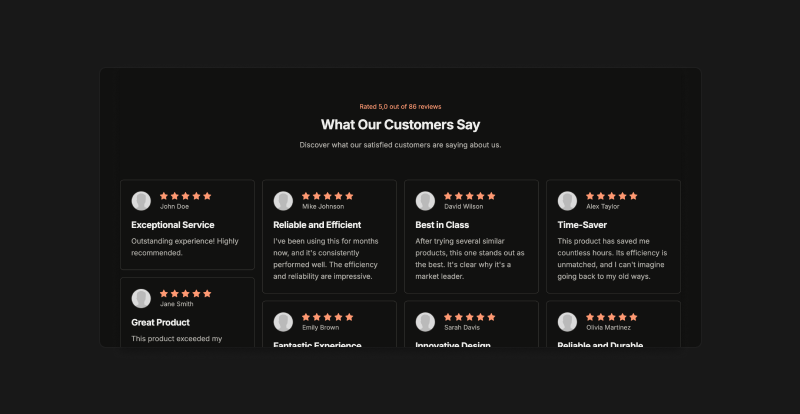 Rated 5,0 out of 86 reviews
What Our Customers Say
Discover what our satisfied customers are saying about us.
John Doe
Exceptional Service
Outstanding experience! Highly
recommended.
Jane Smith
Great Product
This product exceeded my
Mike Johnson
Reliable and Efficient
I've been using this for months
now, and it's consistently
performed well. The efficiency
and reliability are impressive.
Emily Brown
Fantastic Experience
David Wilson
Best in Class
After trying several similar
products, this one stands out as
the best. It's clear why it's a
market leader.
Sarah Davis
Innovative Design
Alex Taylor
Time-Saver
This product has saved me
countless hours. Its efficiency is
unmatched, and I can't imagine
going back to my old ways.
Olivia Martinez
Reliable and Durable